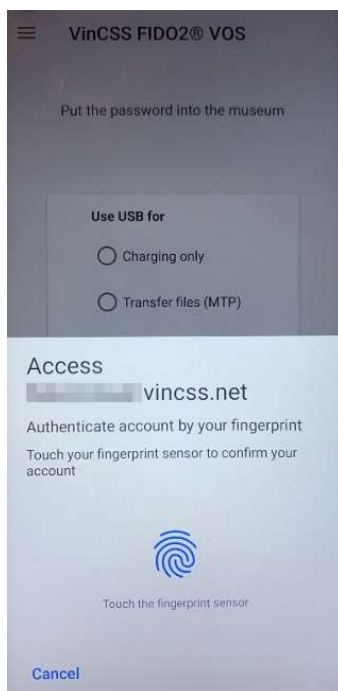 VinCSS FIDO2® VOS
Put the password into the museum
Use USB for
Charging only
Transfer files (MTP)
Access
vincss.net
Authenticate account by your fingerprint
Touch your fingerprint sensor to confirm your
account
Touch the fingerprint sensor
Cancel